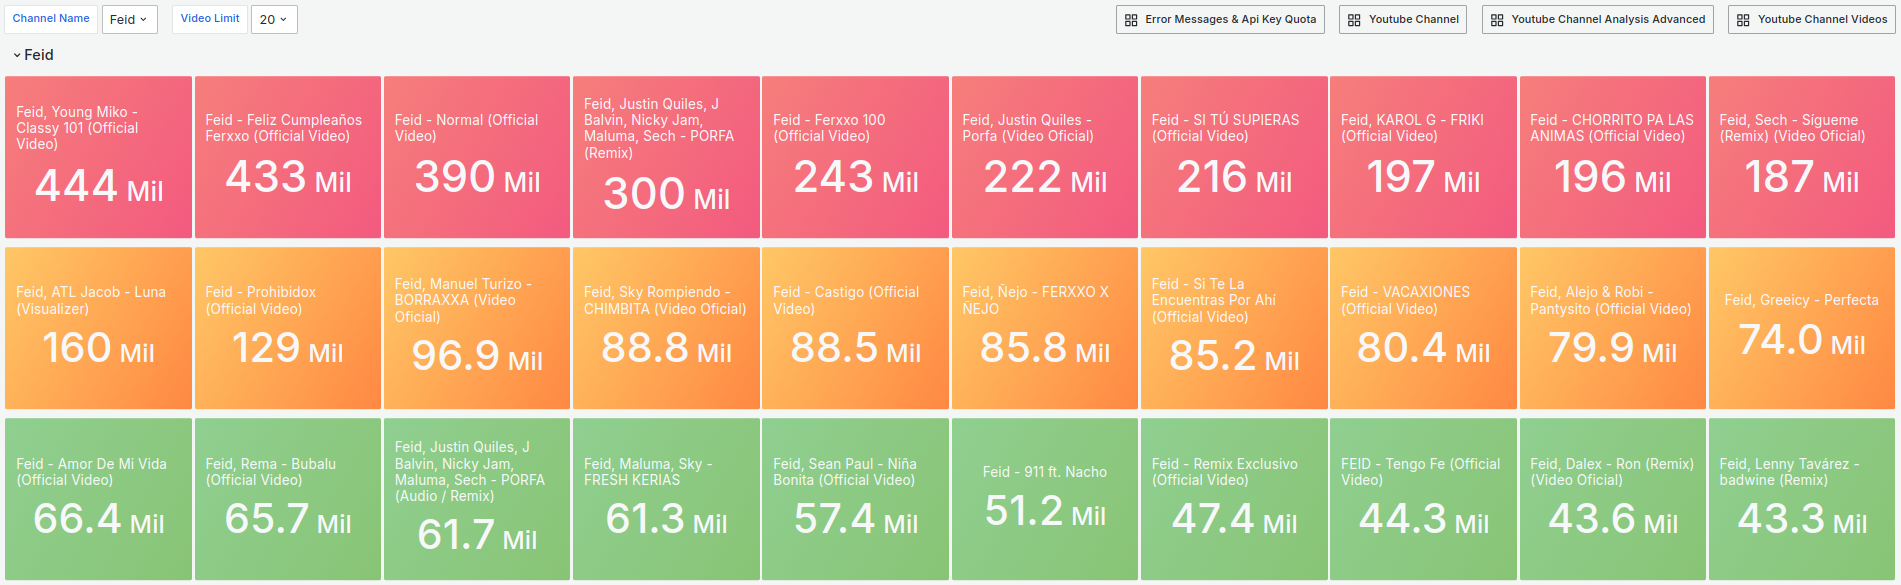 Channel Name
Feid
Video Limit
20
Error Messages & Api Key Quota
Youtube Channel
Youtube Channel Analysis Advanced
Youtube Channel Videos
Feid
Feid, Young Miko -
Classy 101 (Official
Video)
444 Mil
Feid - Feliz Cumpleaños
Ferxxo (Official Video)
433 Mil
Feid - Normal (Official
Video)
390 Mil
Feid, Justin Quiles, J
Balvin, Nicky Jam,
Maluma, Sech - PORFA
(Remix)
300 Mil
Feid - Ferxxo 100
(Official Video)
243 Mil
Feid, Justin Quiles -
Porfa (Video Oficial)
222 Mil
Feid - SI TÚ SUPIERAS
(Official Video)
216 Mil
Feid, KAROL G - FRIKI
(Official Video)
197 Mil
Feid - CHORRITO PA LAS
ANIMAS (Official Video)
196 Mil
Feid, Sech - Sígueme
(Remix) (Video Oficial)
187 Mil
Feid, ATL Jacob - Luna
(Visualizer)
160 Mil
Feid - Prohibidox
(Official Video)
129 Mil
Feid, Manuel Turizo -
BORRAXXA (Video
Oficial)
96.9 Mil
Feid, Sky Rompiendo -
CHIMBITA (Video Oficial)
88.8 Mil
Feid - Castigo (Official
Video)
88.5 Mil
Feid, Ñejo - FERXXO X
ÑEJO
85.8 Mil
Feid - Si Te La
Encuentras Por Ahí
(Official Video)
85.2 Mil
Feid - VACAXIONES
(Official Video)
80.4 Mil
Feid, Alejo & Robi -
Pantysito (Official Video)
79.9 Mil
Feid, Greeicy - Perfecta
74.0 Mil
Feid - Amor De Mi Vida
(Official Video)
66.4 Mil
Feid, Rema - Bubalu
(Official Video)
65.7 Mil
Feid, Justin Quiles, J
Balvin, Nicky Jam,
Maluma, Sech - PORFA
(Audio / Remix)
61.7 Mil
Feid, Maluma, Sky -
FRESH KERIAS
61.3 Mil
Feid, Sean Paul - Niña
Bonita (Official Video)
57.4 Mil
Feid - 911 ft. Nacho
51.2 Mil
Feid - Remix Exclusivo
(Official Video)
47.4 Mil
FEID - Tengo Fe (Official
Video)
44.3 Mil
Feid, Dalex - Ron (Remix)
(Video Oficial)
43.6 Mil
Feid, Lenny Tavárez -
badwine (Remix)
43.3 Mil